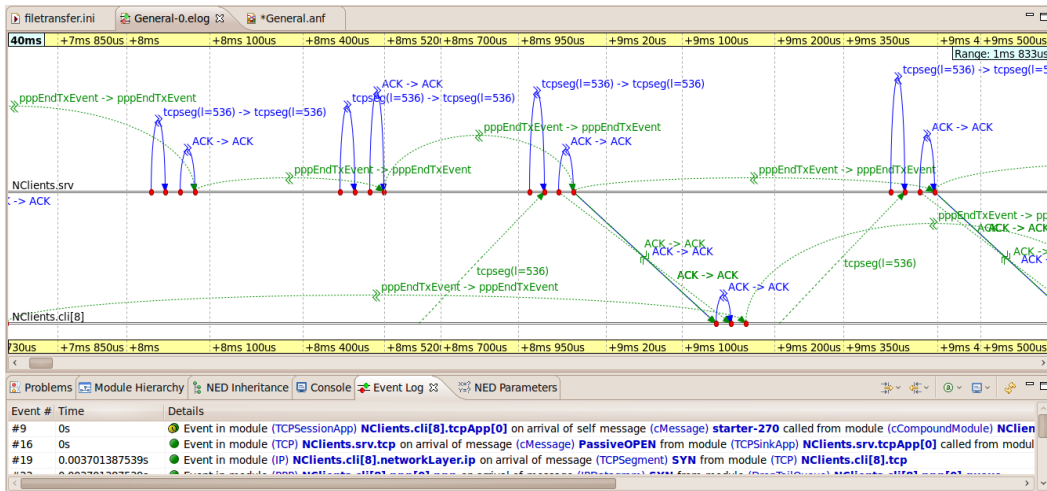 filetransfer.ini General-0.elog *General.anf
40ms +7ms 850us +8ms +8ms 100us +8ms 400us +8ms 520 +8ms 700us +8ms 950us +9ms 20us +9ms 100us +9ms 200us +9ms 350us +9ms 4 +9ms 500us
Range: 1ms 833us
tcpseg(l=536) -> tcpseg(l=5
ACK -> ACK tcpseg(l=536) -> tcpseg(l=536)
pppEndTxEvent -> pppEndTxEvent tcpseg(l=536) -> tcpseg(l=536)
tcpseg(l=536) -> tcpseg(l=536)
pppEndTxEvent -> pppEndTxEvent ACK -> ACK
ACK -> ACK ACK -> ACK
pppEndTxEvent -> pppEndTxEvent pppEndTxEvent -> pppEndTxEvent
NClients.srv
-> ACK
pppEndTxEvent -> p
ACK -> ACK
ACK -> ACK ACK ->
ACK -> ACK ACK
tcpseg(l=536) ACK -> ACK tcpseg(l=536)
pppEndTxEvent -> pppEndTxEvent ACK -> ACK
NClients.cli[8]
730us +7ms 850us +8ms +8ms 100us +8ms 400us +8ms 520 +8ms 700us +8ms 950us +9ms 20us +9ms 100us +9ms 200us +9ms 350us +9ms 4 +9ms 500us
Problems Module Hierarchy NED Inheritance Console Event Log NED Parameters
Event # Time Details
#9 0s Event in module (TCPSessionApp) NClients.cli[8].tcpApp[0] on arrival of self message (cMessage) starter-270 called from module (cCompoundModule) NClien
#16 0s Event in module (TCP) NClients.srv.tcp on arrival of message (cMessage) PassiveOPEN from module (TCPSinkApp) NClients.srv.tcpApp[0] called from modul
#19 0.003701387539s Event in module (IP) NClients.cli[8].networkLayer.ip on arrival of message (TCPSegment) SYN from module (TCP) NClients.cli[8].tcp